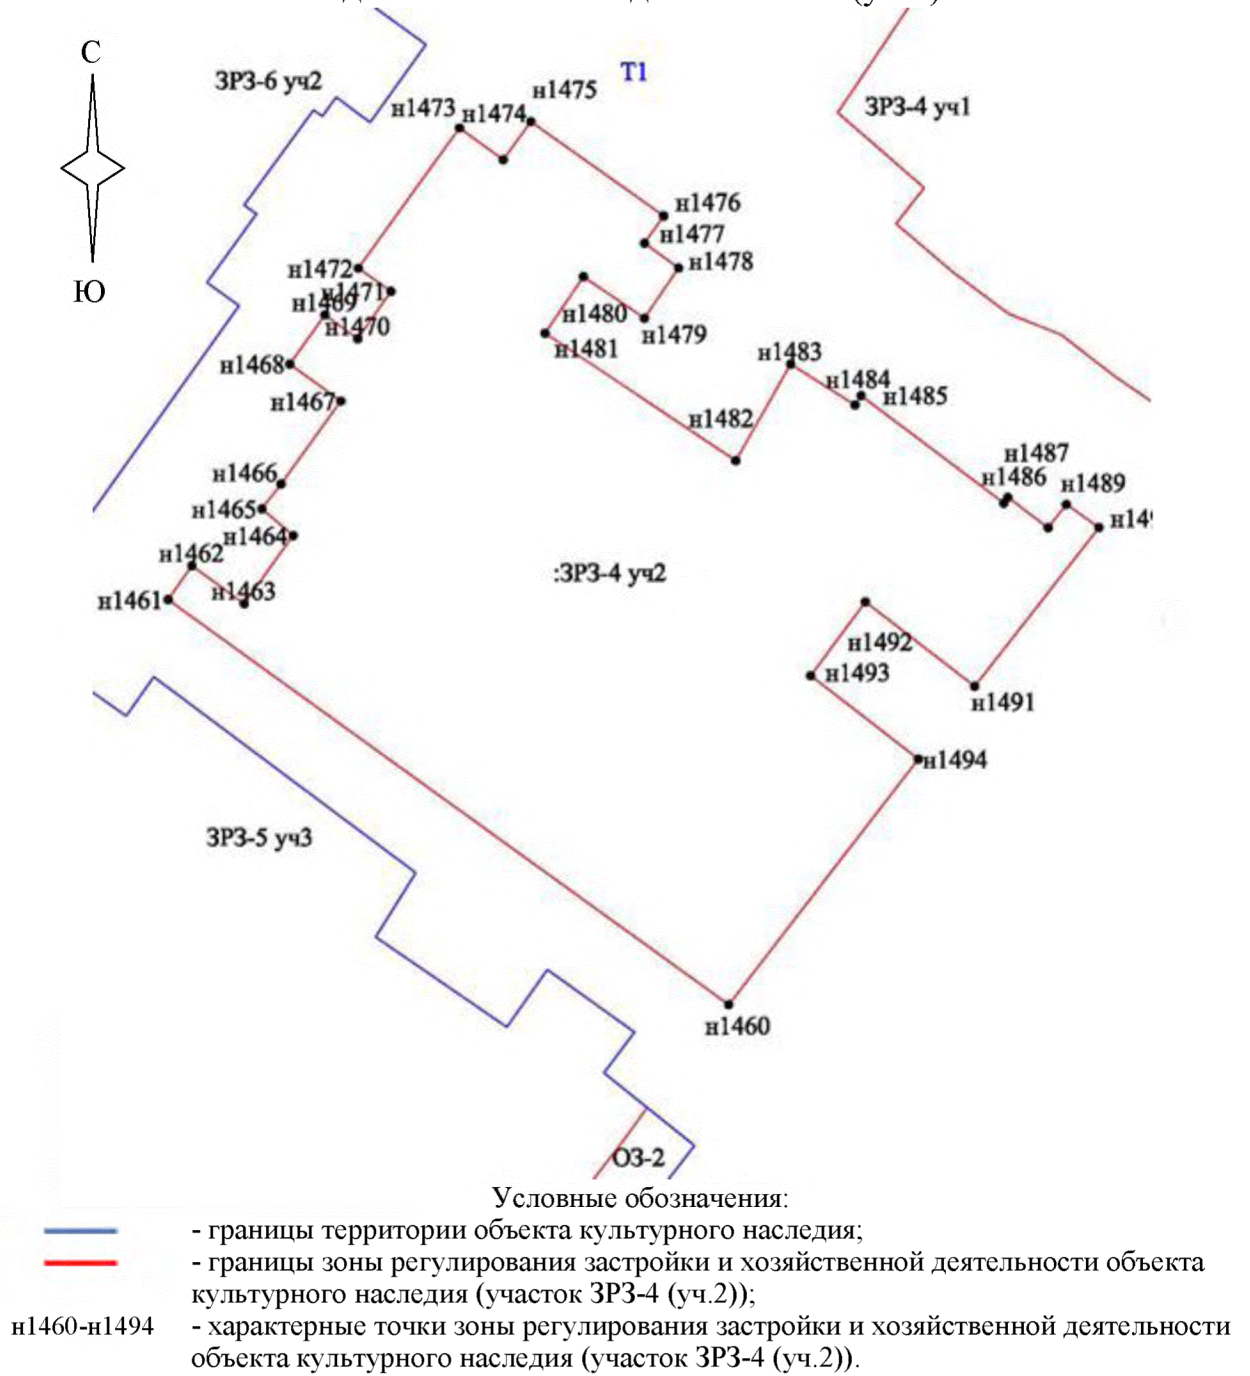 С
Ю
ЗРЗ-6 уч2
Т1
н1475
н1473
н1474
ЗРЗ-4 уч1
н1476
н1477
н1478
н1472
н1471
н1469
н1470
н1480
н1479
н1481
н1468
н1483
н1484
н1485
н1467
н1482
н1466
н1465
н1487
н1486
н1489
н149
н1464
н1462
н1463
н1461
:ЗРЗ-4 уч2
н1492
н1493
н1491
н1494
ЗРЗ-5 уч3
н1460
ОЗ-2
Условные обозначения:
- границы территории объекта культурного наследия;
- границы зоны регулирования застройки и хозяйственной деятельности объекта
культурного наследия (участок ЗРЗ-4 (уч.2));
н1460-н1494 - характерные точки зоны регулирования застройки и хозяйственной деятельности
объекта культурного наследия (участок ЗРЗ-4 (уч.2)).